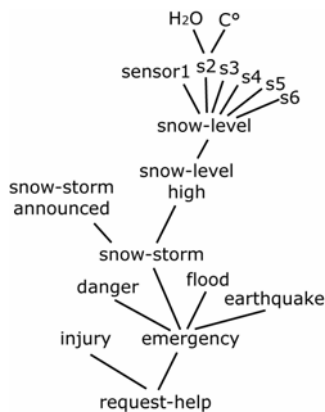 H₂O C°
sensor1 s2 s3 s4 s5 s6
snow-level
snow-level
high
snow-storm
announced
snow-storm
danger flood
earthquake
injury emergency
request-help